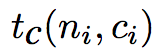 t_c(n_i, c_i)